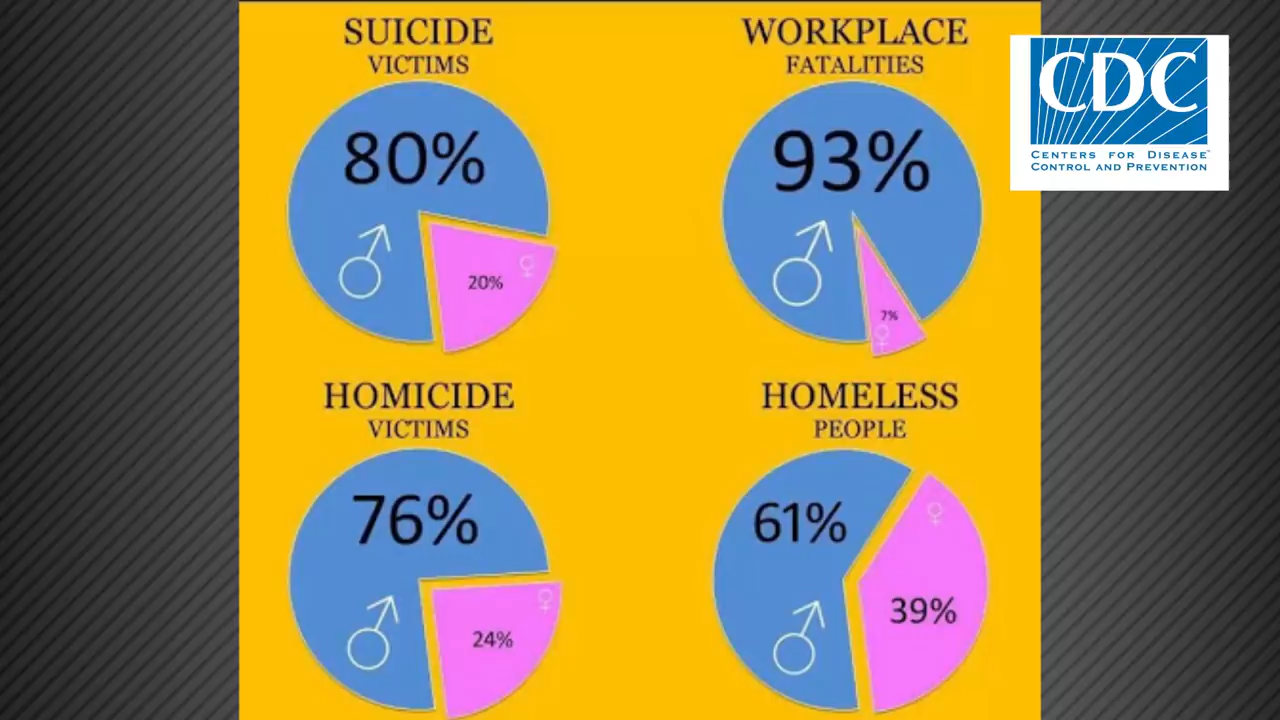 SUICIDE
VICTIMS
80%
20%
WORKPLACE
FATALITIES
93%
7%
CDC
CENTERS FOR DISEASE™
CONTROL AND PREVENTION
HOMICIDE
VICTIMS
76%
24%
HOMELESS
PEOPLE
61%
39%